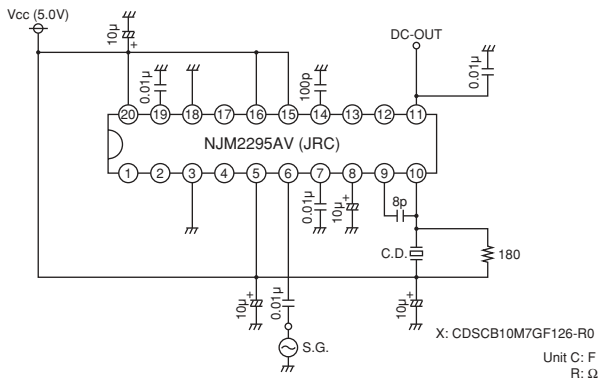 Vcc (5.0V)
10µ
+
DC-OUT
0.01µ
100p
0.01µ
20 19 18 17 16 15 14 13 12 11
NJM2295AV (JRC)
1 2 3 4 5 6 7 8 9 10
0.01µ
10µ
+
8p
C.D.
180
10µ
+
0.01µ
S.G.
10µ
+
X: CDSCB10M7GF126-R0
Unit C: F
R: Ω